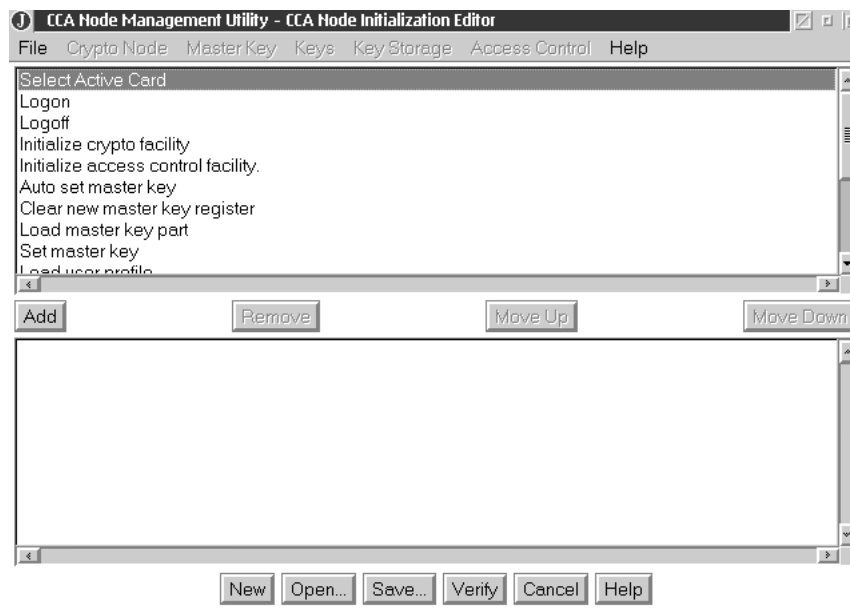 CCA Node Management Utility - CCA Node Initialization Editor
File Crypto Node Master Key Keys Key Storage Access Control Help
Select Active Card
Logon
Logoff
Initialize crypto facility
Initialize access control facility.
Auto set master key
Clear new master key register
Load master key part
Set master key
Load user profile
Add Remove Move Up Move Down
New Open... Save... Verify Cancel Help